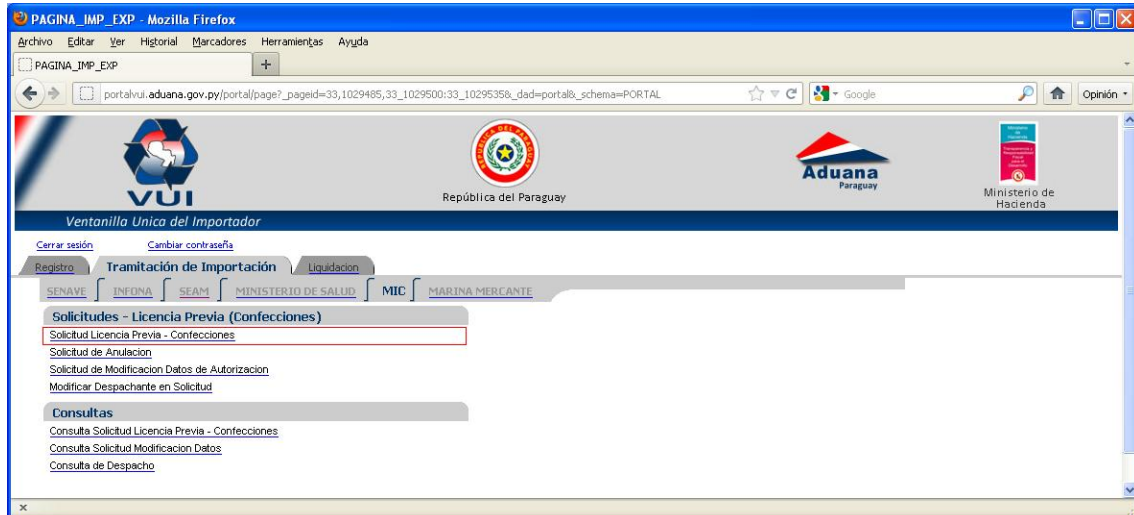 PAGINA_IMP_EXP - Mozilla Firefox
Archivo Editar Ver Historial Marcadores Herramientas Ayuda
PAGINA_IMP_EXP
portalvui.aduana.gov.py/portal/page?_pageid=33,1029485,33_1029500:33_1029535&_dad=portal&_schema=PORTAL
Google
Opinión
VUI
República del Paraguay
Aduana
Paraguay
Ministerio de
Hacienda
Ventanilla Unica del Importador
Cerrar sesión Cambiar contraseña
Registro Tramitación de Importación Liquidacion
SENAVE INFONA SEAM MINISTERIO DE SALUD MIC MARINA MERCANTE
Solicitudes - Licencia Previa (Confecciones)
Solicitud Licencia Previa - Confecciones
Solicitud de Anulacion
Solicitud de Modificacion Datos de Autorizacion
Modificar Despachante en Solicitud
Consultas
Consulta Solicitud Licencia Previa - Confecciones
Consulta Solicitud Modificacion Datos
Consulta de Despacho